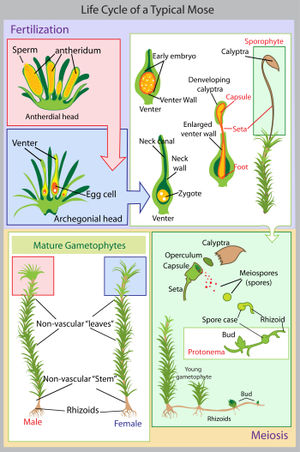 Life Cycle of a Typical Mose
Fertilization
Sperm
antheridum
Antherdial head
Venter
Egg cell
Archegonial head
Early embryo
Venter Wall
Venter
Neck canal
Neck
wall
Zygote
Venter
Denveloping
calyptra
Capsule
Seta
Enlarged
venter wall
Foot
Sporophyte
Calyptra
Mature Gametophytes
Non-vascular "leaves"
Non-vascular "Stem"
Rhizoids
Male
Female
Calyptra
Operculum
Capsule
Seta
Meiospores
(spores)
Spore case
Rhizoid
Bud
Protonema
Young
gametophyte
Bud
Rhizoids
Meiosis